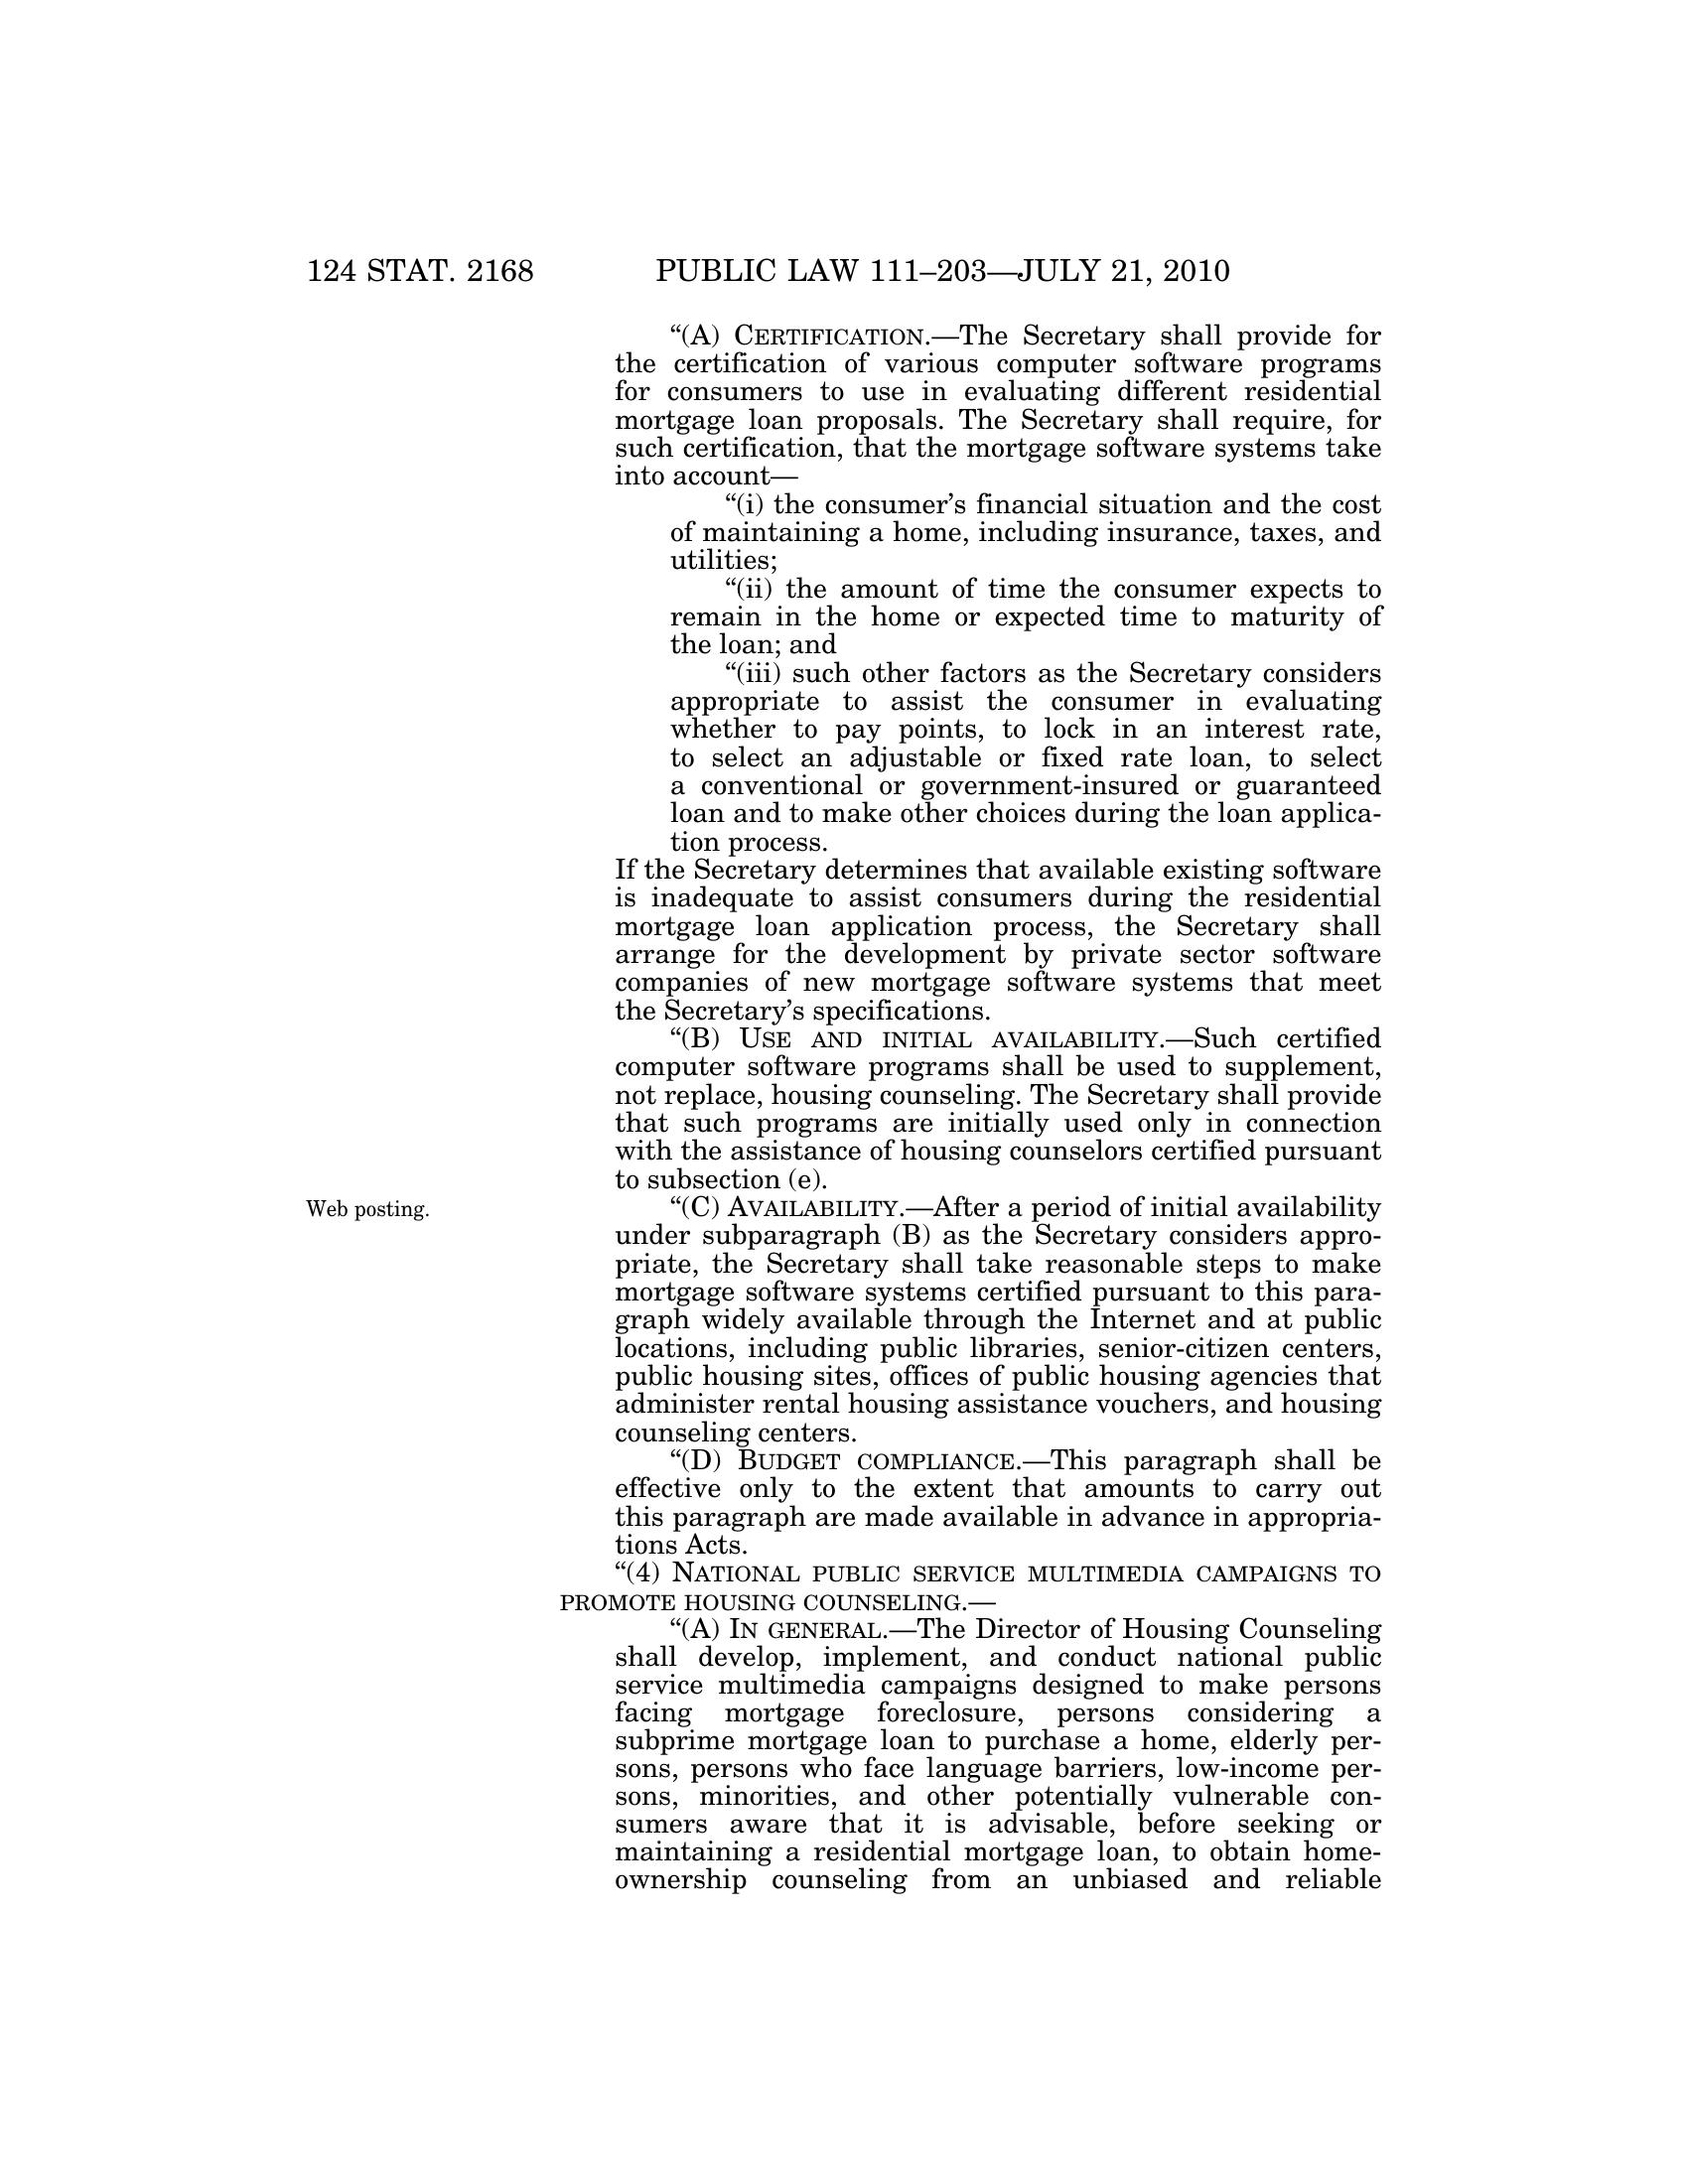 124 STAT. 2168 PUBLIC LAW 111–203—JULY 21, 2010
“(A) CERTIFICATION.—The Secretary shall provide for
the certification of various computer software programs
for consumers to use in evaluating different residential
mortgage loan proposals. The Secretary shall require, for
such certification, that the mortgage software systems take
into account—
“(i) the consumer’s financial situation and the cost
of maintaining a home, including insurance, taxes, and
utilities;
“(ii) the amount of time the consumer expects to
remain in the home or expected time to maturity of
the loan; and
“(iii) such other factors as the Secretary considers
appropriate to assist the consumer in evaluating
whether to pay points, to lock in an interest rate,
to select an adjustable or fixed rate loan, to select
a conventional or government-insured or guaranteed
loan and to make other choices during the loan applica-
tion process.
If the Secretary determines that available existing software
is inadequate to assist consumers during the residential
mortgage loan application process, the Secretary shall
arrange for the development by private sector software
companies of new mortgage software systems that meet
the Secretary’s specifications.
“(B) USE AND INITIAL AVAILABILITY.—Such certified
computer software programs shall be used to supplement,
not replace, housing counseling. The Secretary shall provide
that such programs are initially used only in connection
with the assistance of housing counselors certified pursuant
to subsection (e).
Web posting.
“(C) AVAILABILITY.—After a period of initial availability
under subparagraph (B) as the Secretary considers appro-
priate, the Secretary shall take reasonable steps to make
mortgage software systems certified pursuant to this para-
graph widely available through the Internet and at public
locations, including public libraries, senior-citizen centers,
public housing sites, offices of public housing agencies that
administer rental housing assistance vouchers, and housing
counseling centers.
“(D) BUDGET COMPLIANCE.—This paragraph shall be
effective only to the extent that amounts to carry out
this paragraph are made available in advance in appropria-
tions Acts.
“(4) NATIONAL PUBLIC SERVICE MULTIMEDIA CAMPAIGNS TO
PROMOTE HOUSING COUNSELING.—
“(A) IN GENERAL.—The Director of Housing Counseling
shall develop, implement, and conduct national public
service multimedia campaigns designed to make persons
facing mortgage foreclosure, persons considering a
subprime mortgage loan to purchase a home, elderly per-
sons, persons who face language barriers, low-income per-
sons, minorities, and other potentially vulnerable con-
sumers aware that it is advisable, before seeking or
maintaining a residential mortgage loan, to obtain home-
ownership counseling from an unbiased and reliable